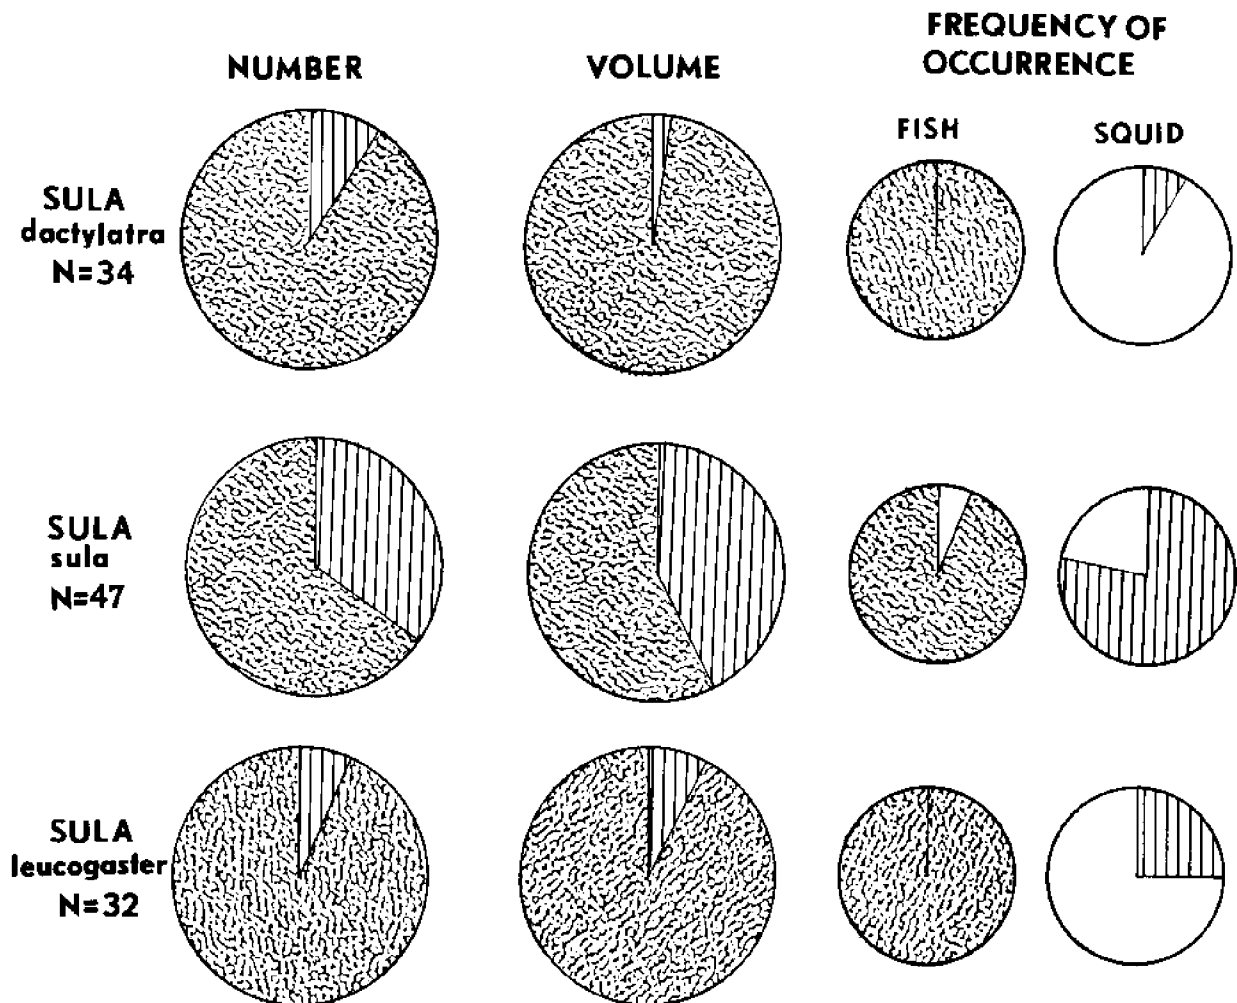 NUMBER
VOLUME
FREQUENCY OF
OCCURRENCE
FISH
SQUID
SULA
dactylatra
N=34
SULA
sula
N=47
SULA
leucogaster
N=32